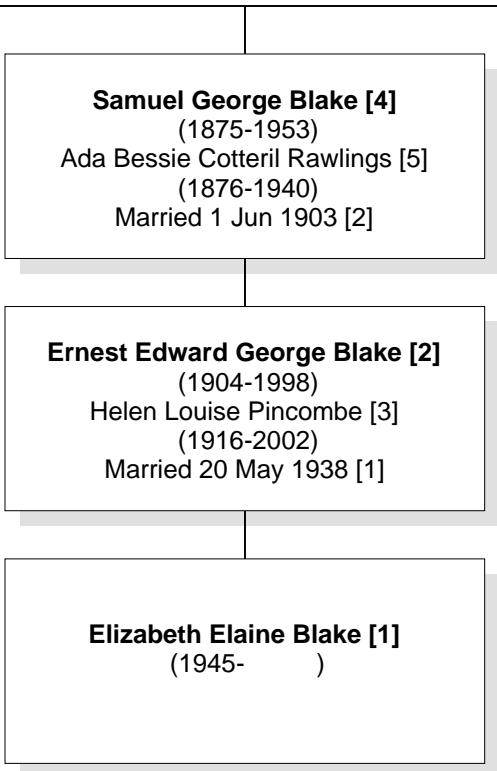 Samuel George Blake [4]
(1875-1953)
Ada Bessie Cotteril Rawlings [5]
(1876-1940)
Married 1 Jun 1903 [2]
Ernest Edward George Blake [2]
(1904-1998)
Helen Louise Pincombe [3]
(1916-2002)
Married 20 May 1938 [1]
Elizabeth Elaine Blake [1]
(1945- )